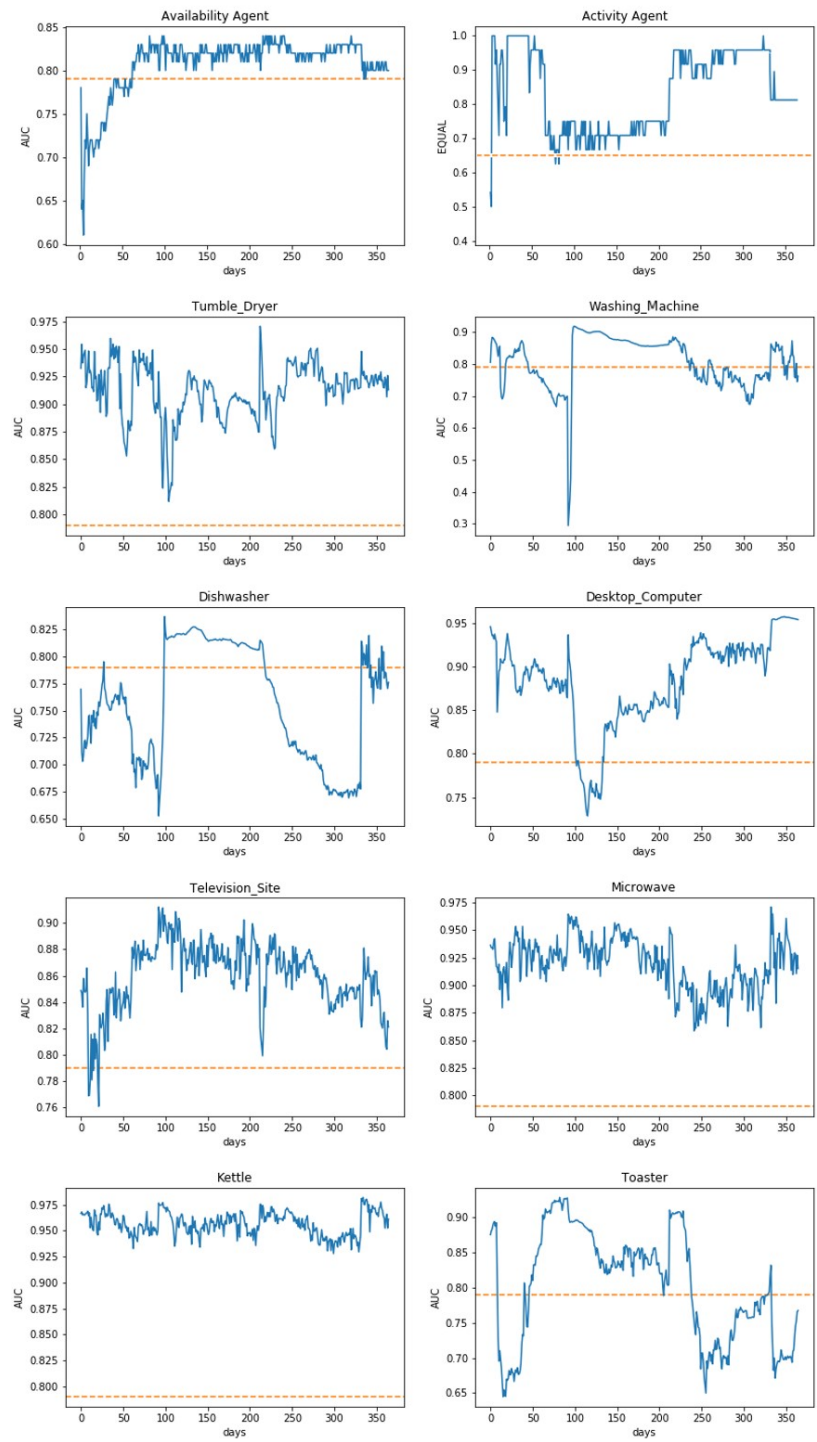 Availability Agent
0.85
0.80
0.75
0.70
0.65
0.60
AUC
0 50 100 150 200 250 300 350
days
Activity Agent
1.0
0.9
0.8
0.7
0.6
0.5
0.4
EQUAL
0 50 100 150 200 250 300 350
days
Tumble_Dryer
0.975
0.950
0.925
0.900
0.875
0.850
0.825
0.800
AUC
0 50 100 150 200 250 300 350
days
Washing_Machine
0.9
0.8
0.7
0.6
0.5
0.4
0.3
AUC
0 50 100 150 200 250 300 350
days
Dishwasher
0.825
0.800
0.775
0.750
0.725
0.700
0.675
0.650
AUC
0 50 100 150 200 250 300 350
days
Desktop_Computer
0.95
0.90
0.85
0.80
0.75
AUC
0 50 100 150 200 250 300 350
days
Television_Site
0.90
0.88
0.86
0.84
0.82
0.80
0.78
0.76
AUC
0 50 100 150 200 250 300 350
days
Microwave
0.975
0.950
0.925
0.900
0.875
0.850
0.825
0.800
AUC
0 50 100 150 200 250 300 350
days
Kettle
0.975
0.950
0.925
0.900
0.875
0.850
0.825
0.800
AUC
0 50 100 150 200 250 300 350
days
Toaster
0.90
0.85
0.80
0.75
0.70
0.65
AUC
0 50 100 150 200 250 300 350
days